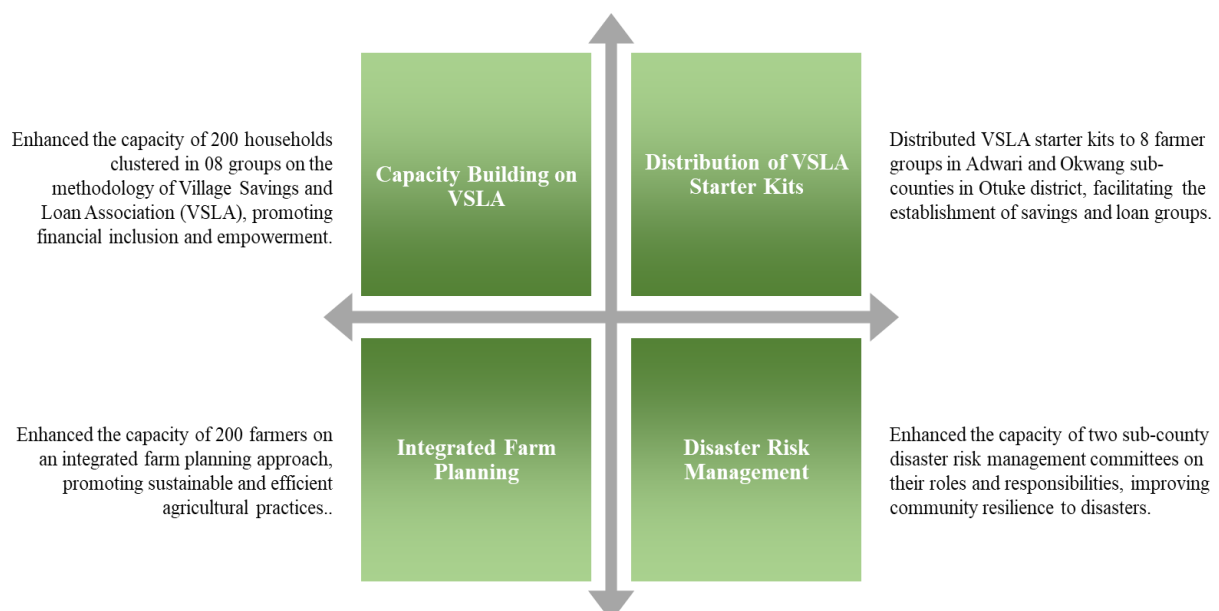 Enhanced the capacity of 200 households
clustered in 08 groups on the
methodology of Village Savings and
Loan Association (VSLA), promoting
financial inclusion and empowerment.
Capacity Building on
VSLA
Distribution of VSLA
Starter Kits
Distributed VSLA starter kits to 8 farmer
groups in Adwari and Okwang sub-
counties in Otuke district, facilitating the
establishment of savings and loan groups.
Enhanced the capacity of 200 farmers on
an integrated farm planning approach,
promoting sustainable and efficient
agricultural practices..
Integrated Farm
Planning
Disaster Risk
Management
Enhanced the capacity of two sub-county
disaster risk management committees on
their roles and responsibilities, improving
community resilience to disasters.